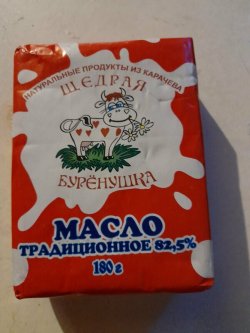 НАТУРАЛЬНЫЕ ПРОДУКТЫ ИЗ КАРАЧЕВА
ЩЕДРАЯ
БУРЁНУШКА
МАСЛО
ТРАДИЦИОННОЕ 82,5%
180 г